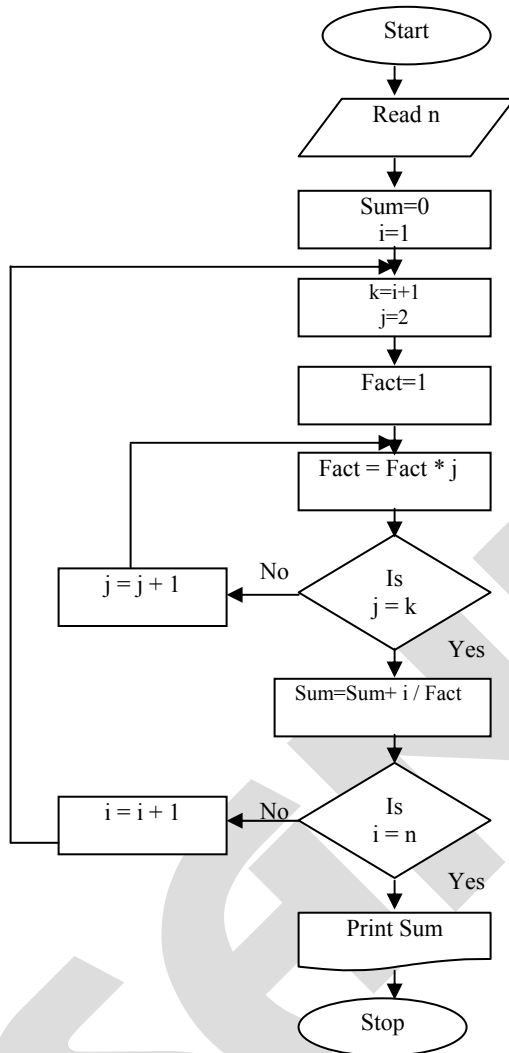 Start
Read n
Sum=0
i=1
k=i+1
j=2
Fact=1
Fact = Fact * j
j = j + 1
No
Is
j = k
Yes
Sum=Sum+ i / Fact
i = i + 1
No
Is
i = n
Yes
Print Sum
Stop